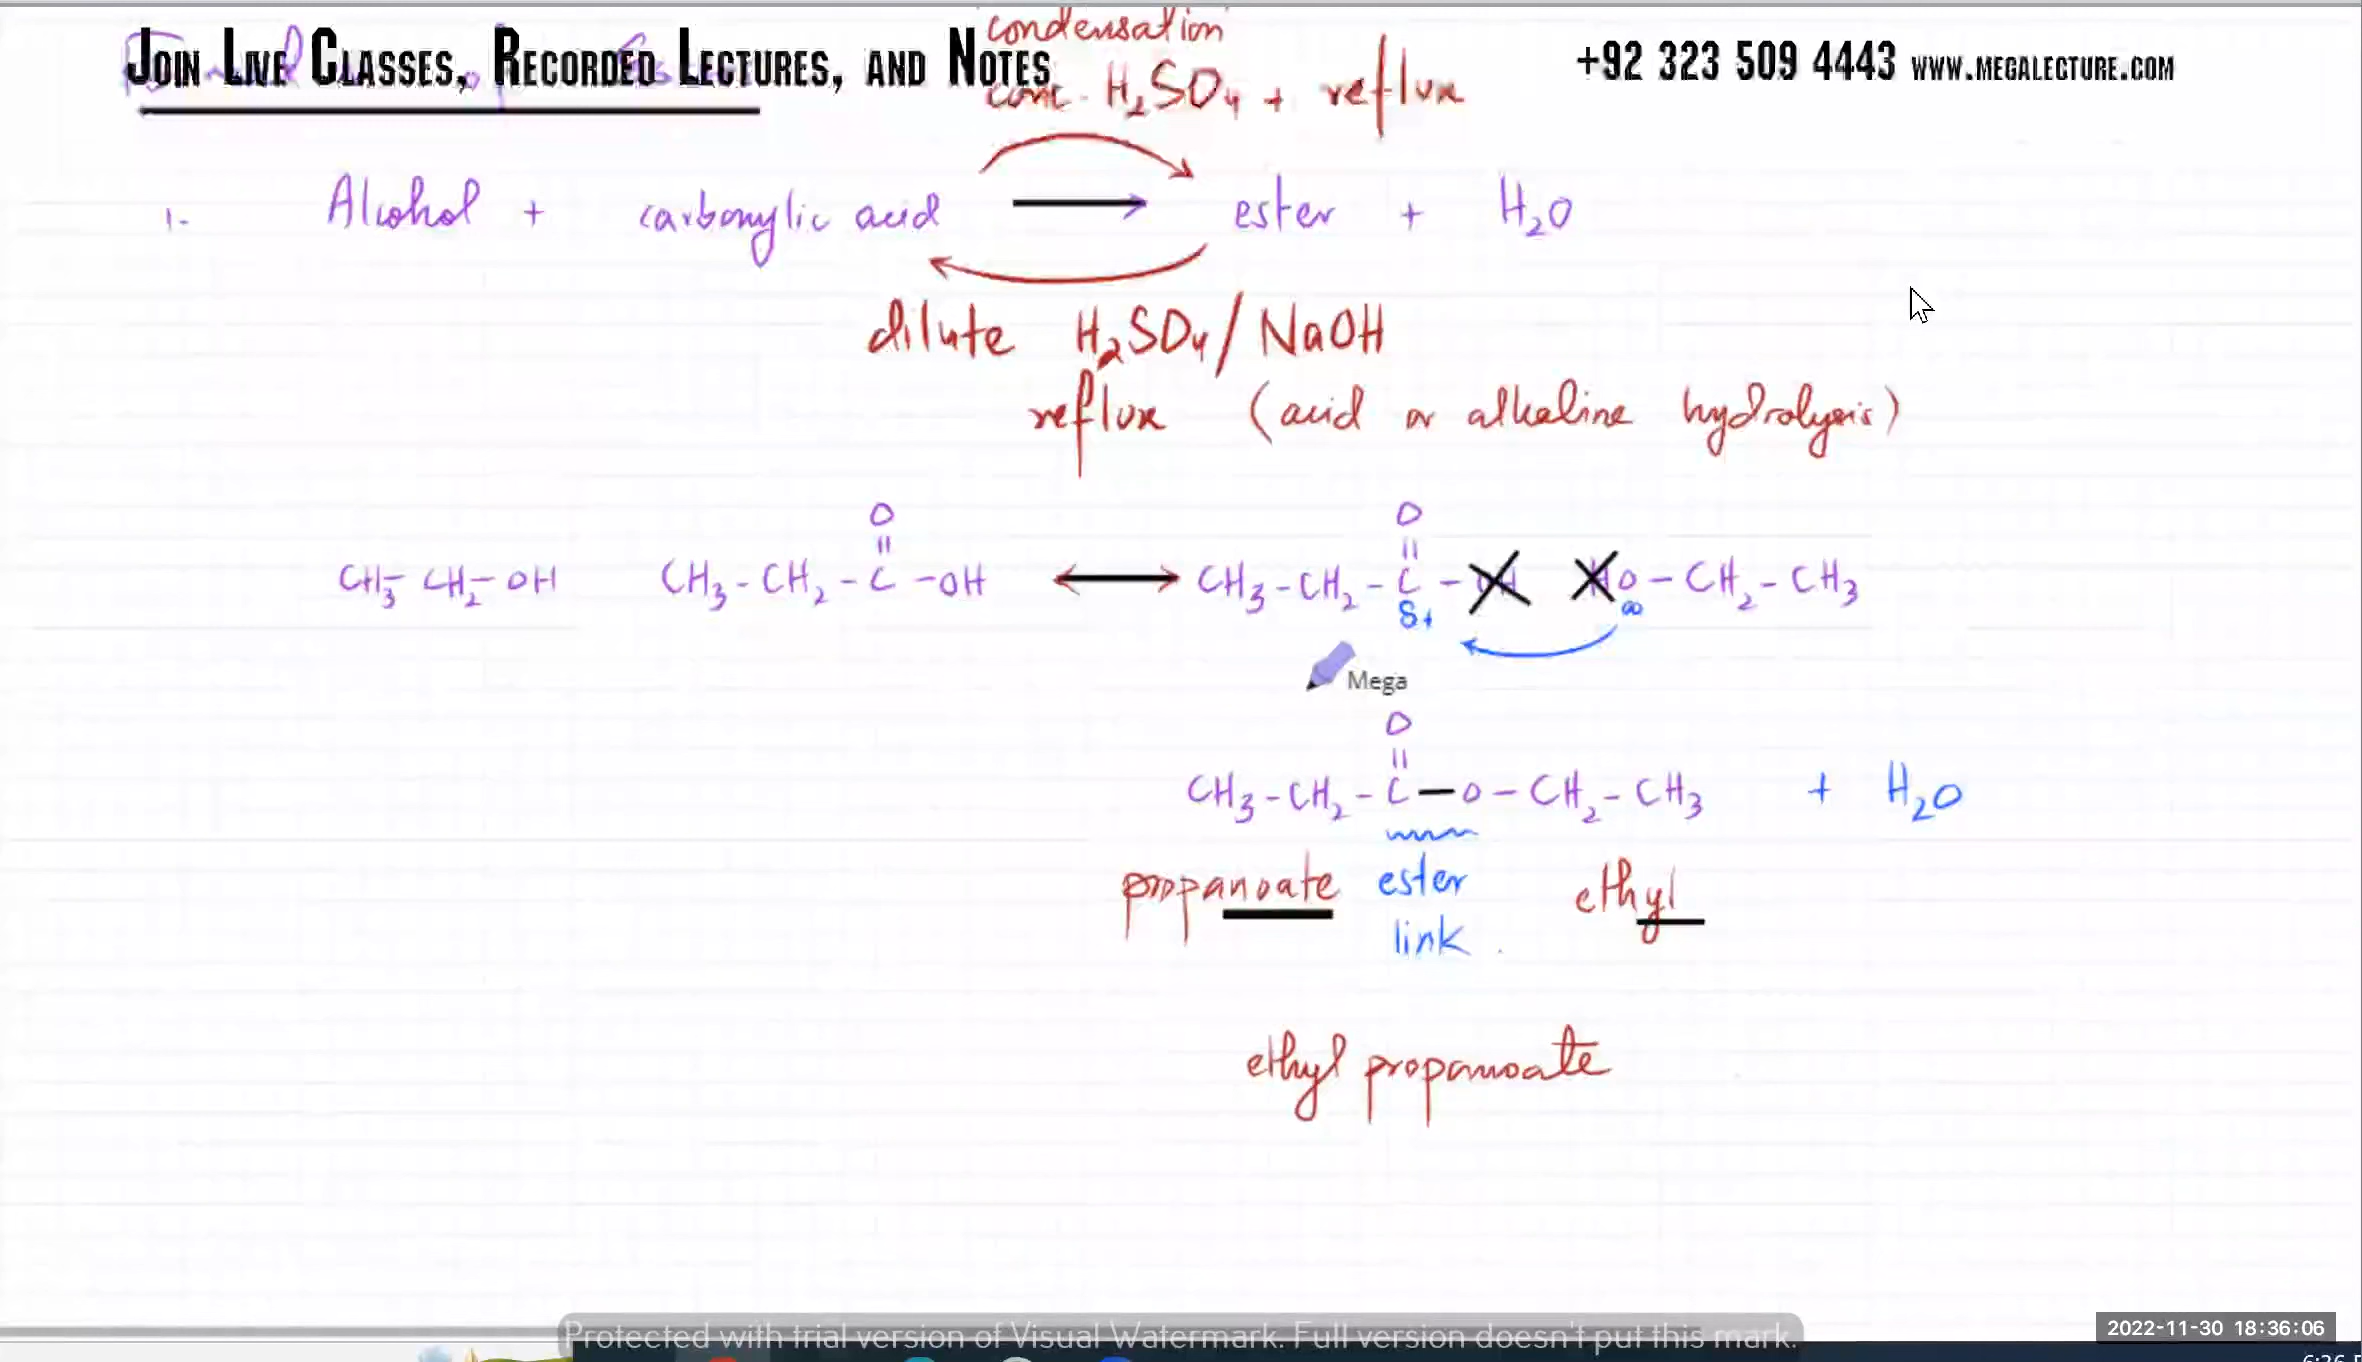 condensation
JOIN LIVE CLASSES, RECORDED LECTURES, AND NOTES
+92 323 509 4443 WWW.MEGALECTURE.COM
conc. H₂SO₄ + reflux
1. Alcohol + carboxylic acid ⟶ ester + H₂O
dilute H₂SO₄ / NaOH
reflux (acid or alkaline hydrolysis)
O O
|| ||
CH₃-CH₂-OH CH₃-CH₂-C-OH ⟷ CH₃-CH₂-C-OH HO-CH₂-CH₃
δ+
Mega
O
||
CH₃-CH₂-C-O-CH₂-CH₃ + H₂O
propanoate ester ethyl
link
ethyl propanoate
Protected with trial version of Visual Watermark. Full version doesn't put this mark.
2022-11-30 18:36:06